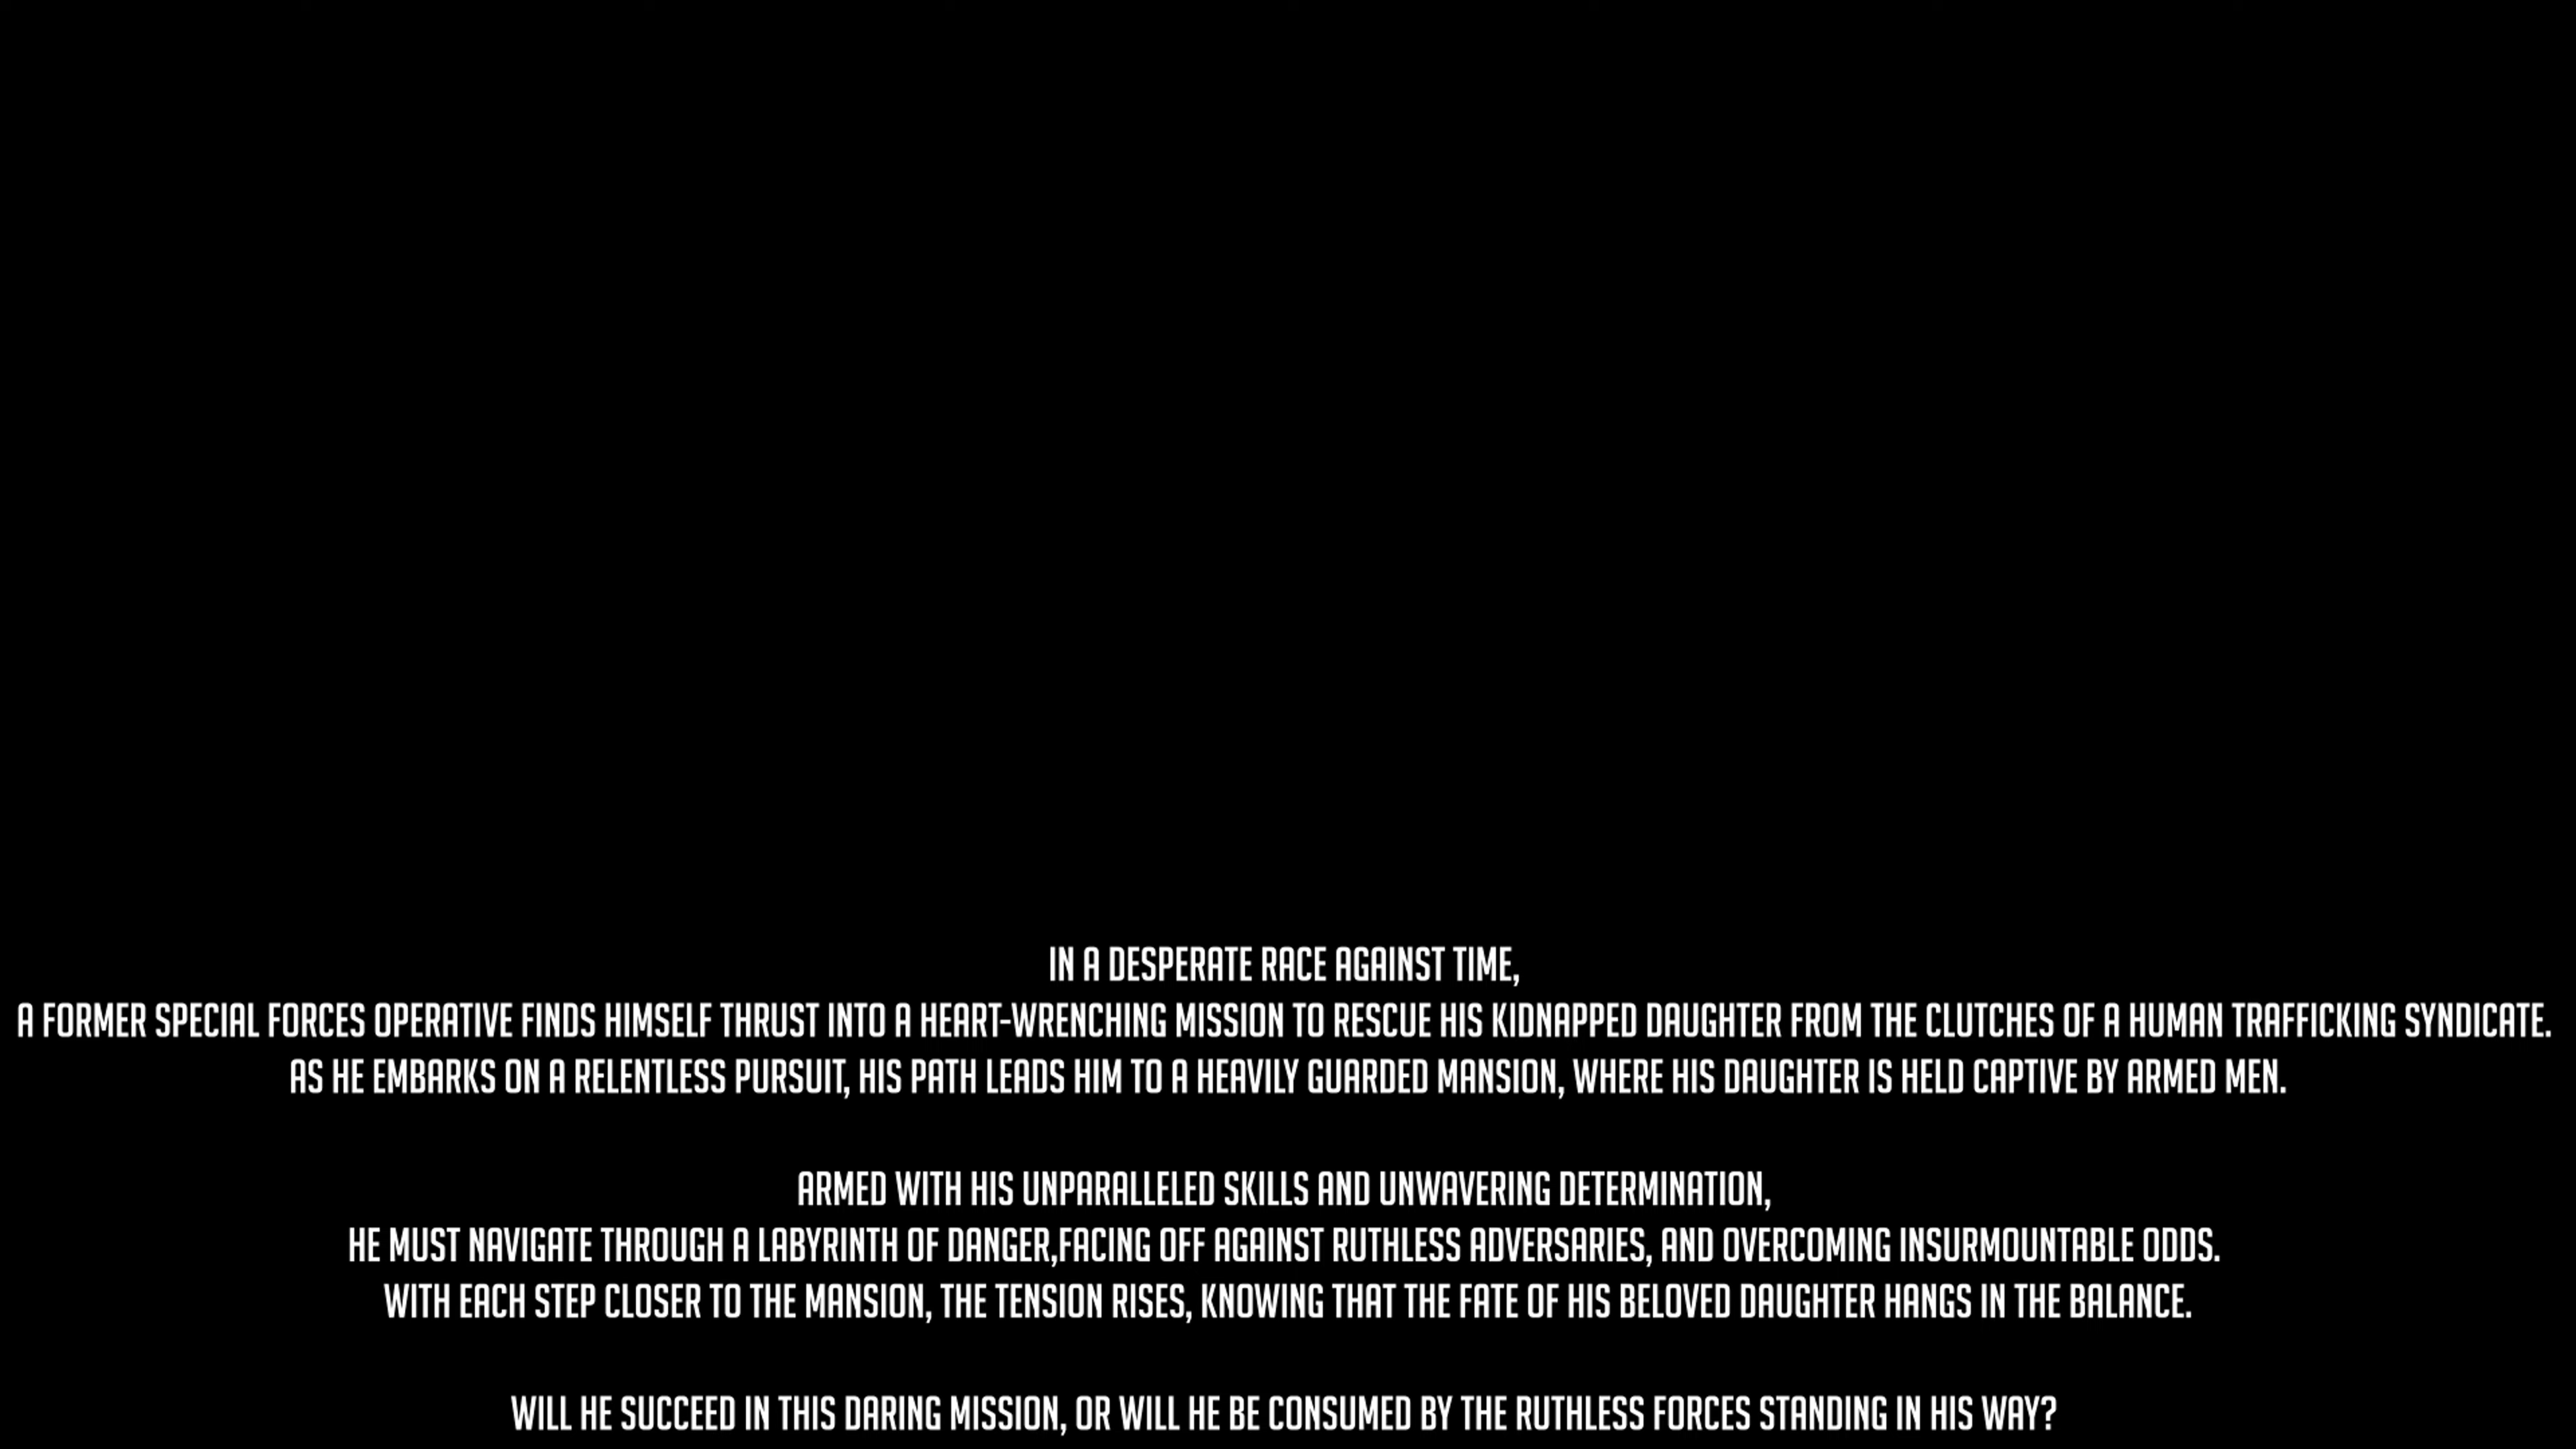 IN A DESPERATE RACE AGAINST TIME,
A FORMER SPECIAL FORCES OPERATIVE FINDS HIMSELF THRUST INTO A HEART-WRENCHING MISSION TO RESCUE HIS KIDNAPPED DAUGHTER FROM THE CLUTCHES OF A HUMAN TRAFFICKING SYNDICATE.
AS HE EMBARKS ON A RELENTLESS PURSUIT, HIS PATH LEADS HIM TO A HEAVILY GUARDED MANSION, WHERE HIS DAUGHTER IS HELD CAPTIVE BY ARMED MEN.
ARMED WITH HIS UNPARALLELED SKILLS AND UNWAVERING DETERMINATION,
HE MUST NAVIGATE THROUGH A LABYRINTH OF DANGER,FACING OFF AGAINST RUTHLESS ADVERSARIES, AND OVERCOMING INSURMOUNTABLE ODDS.
WITH EACH STEP CLOSER TO THE MANSION, THE TENSION RISES, KNOWING THAT THE FATE OF HIS BELOVED DAUGHTER HANGS IN THE BALANCE.
WILL HE SUCCEED IN THIS DARING MISSION, OR WILL HE BE CONSUMED BY THE RUTHLESS FORCES STANDING IN HIS WAY?